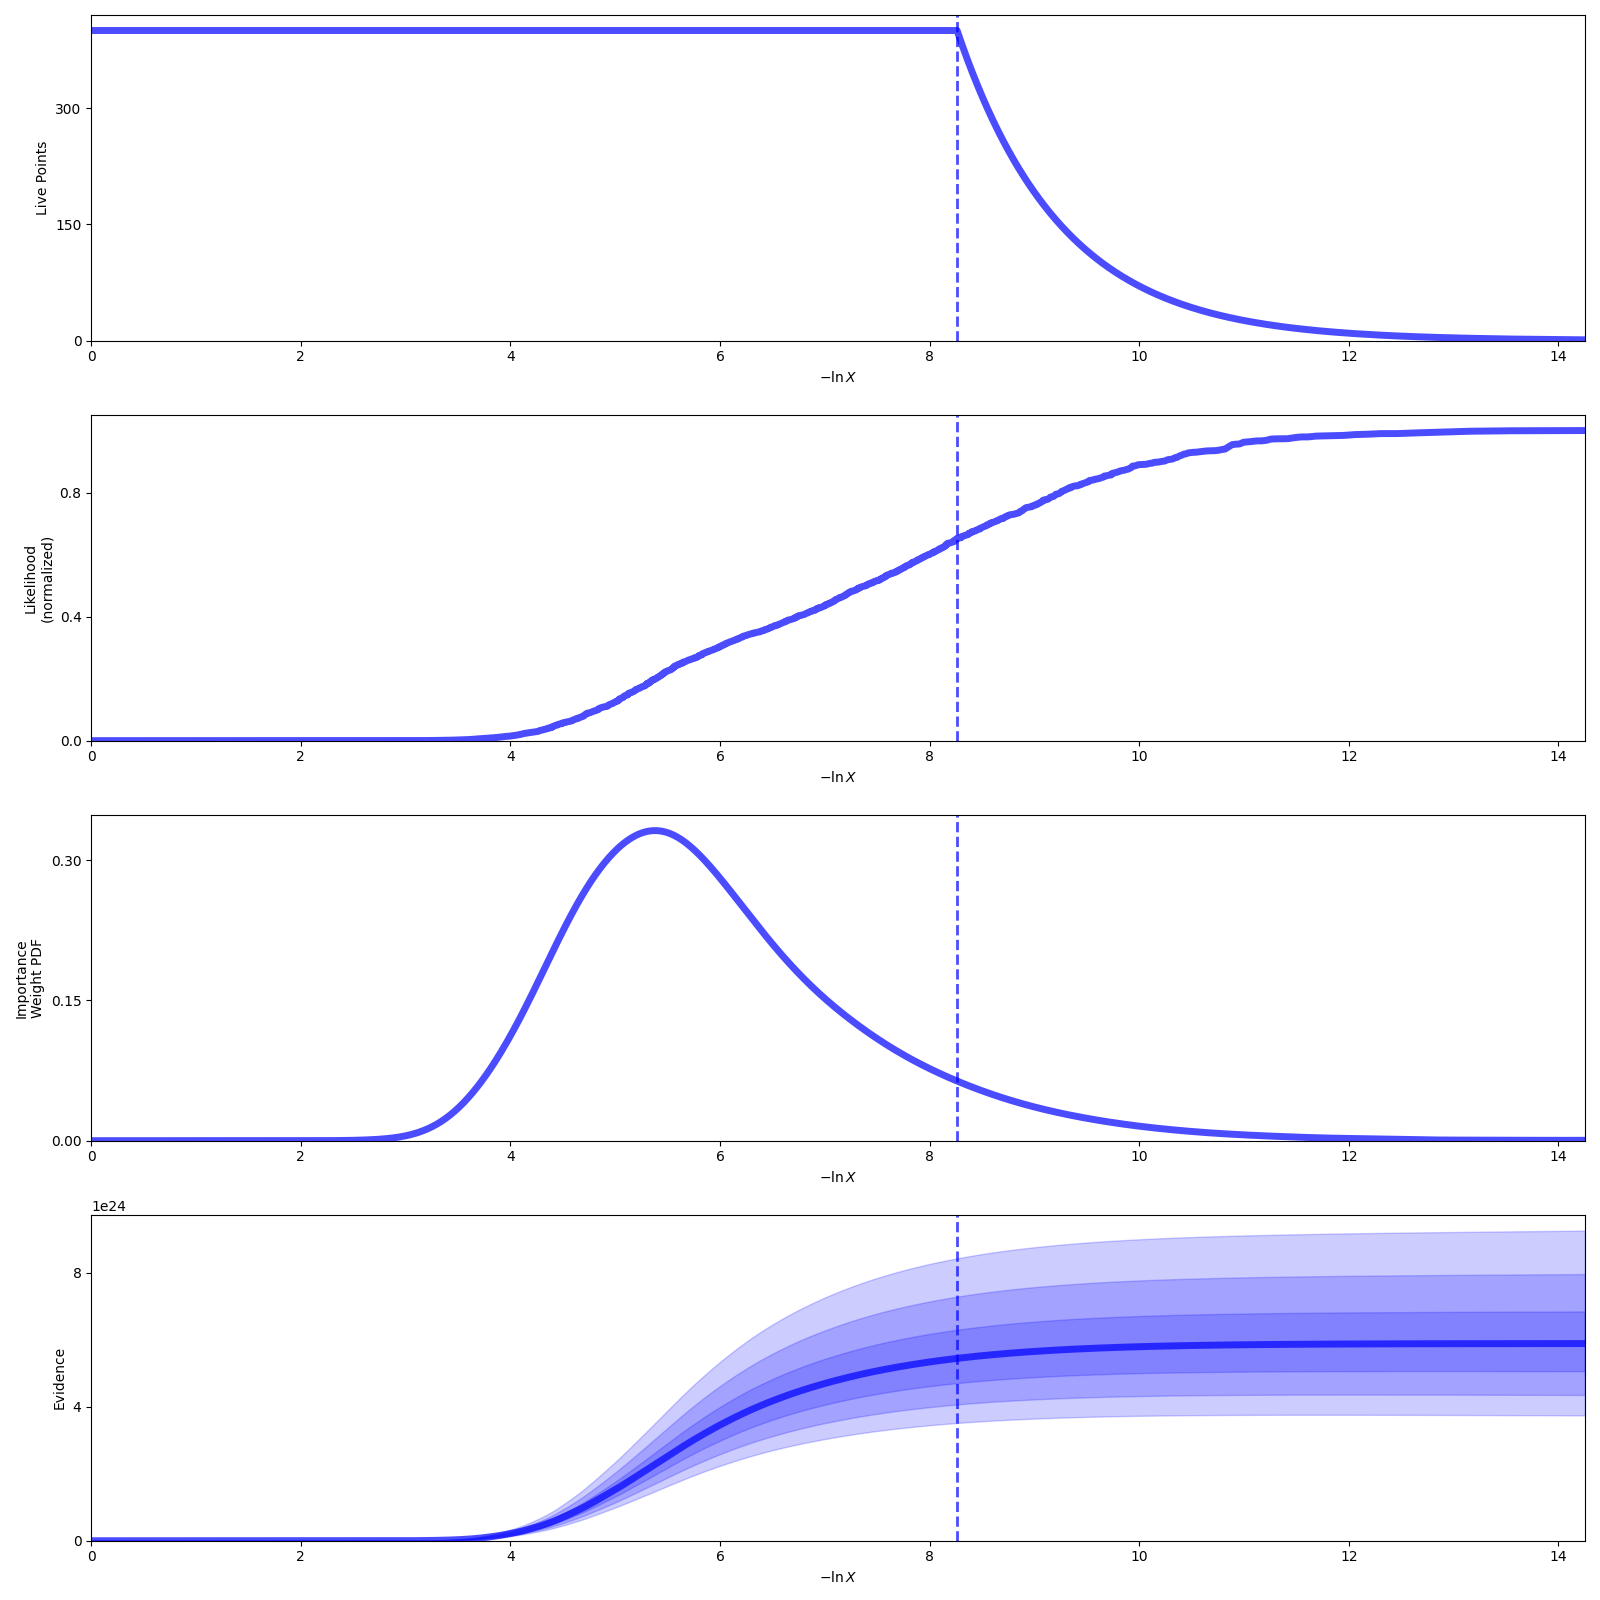 300
150
0
Live Points
0 2 4 6 8 10 12 14
−ln X
0.8
0.4
0.0
Likelihood
(normalized)
0 2 4 6 8 10 12 14
−ln X
0.30
0.15
0.00
Importance
Weight PDF
0 2 4 6 8 10 12 14
−ln X
1e24
8
4
0
Evidence
0 2 4 6 8 10 12 14
−ln X